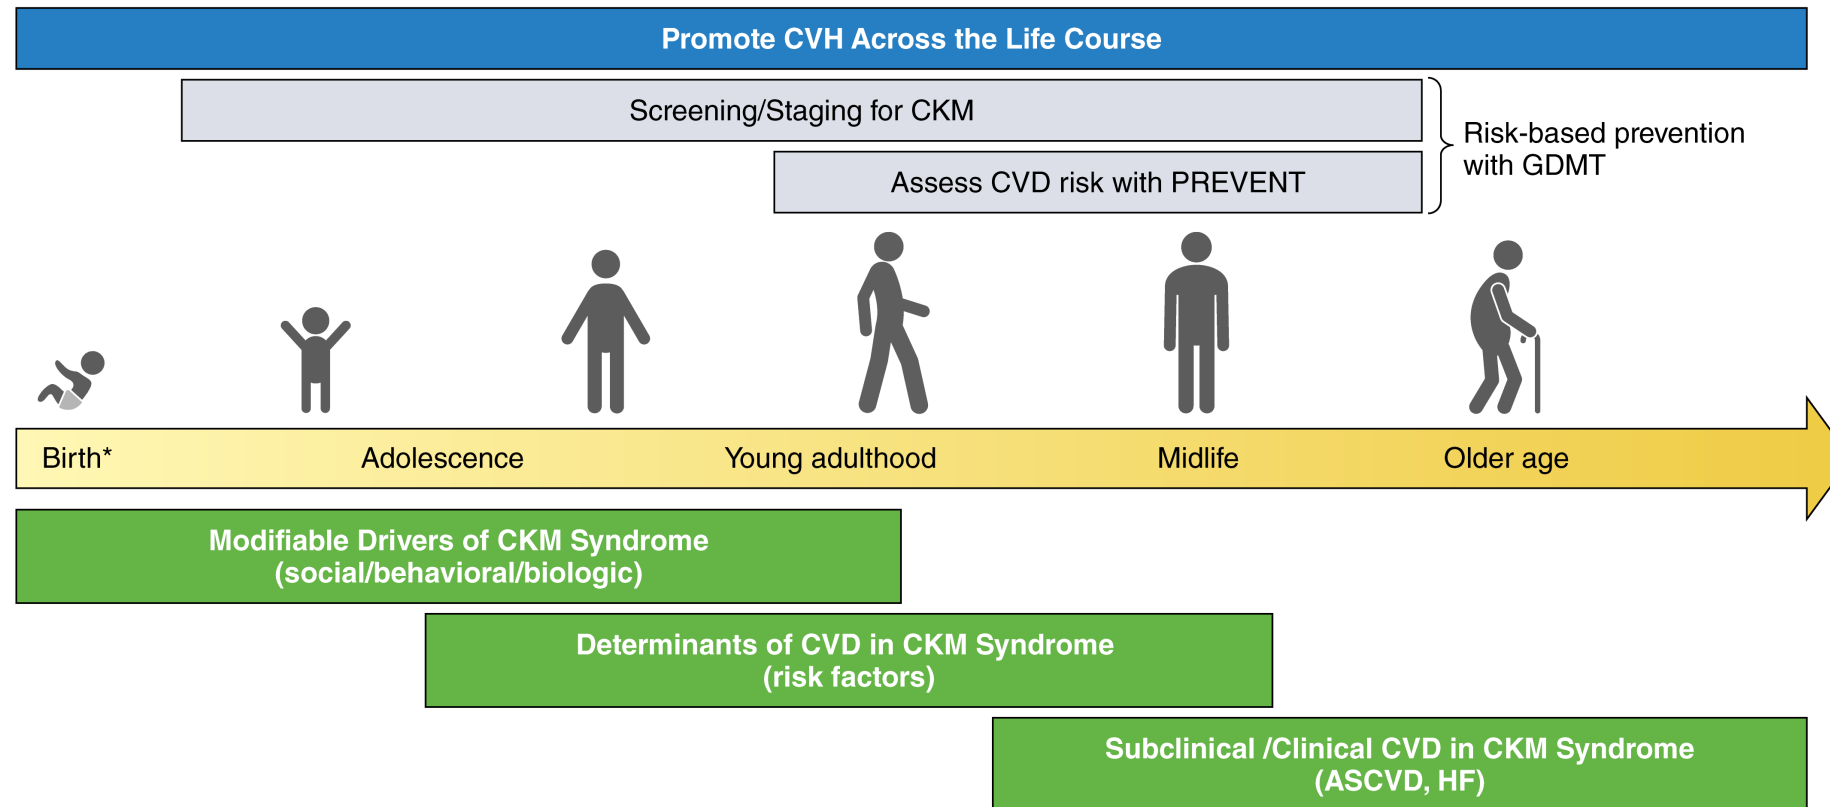 Promote CVH Across the Life Course
Screening/Staging for CKM
Assess CVD risk with PREVENT
Risk-based prevention
with GDMT
Birth*
Adolescence
Young adulthood
Midlife
Older age
Modifiable Drivers of CKM Syndrome
(social/behavioral/biologic)
Determinants of CVD in CKM Syndrome
(risk factors)
Subclinical /Clinical CVD in CKM Syndrome
(ASCVD, HF)